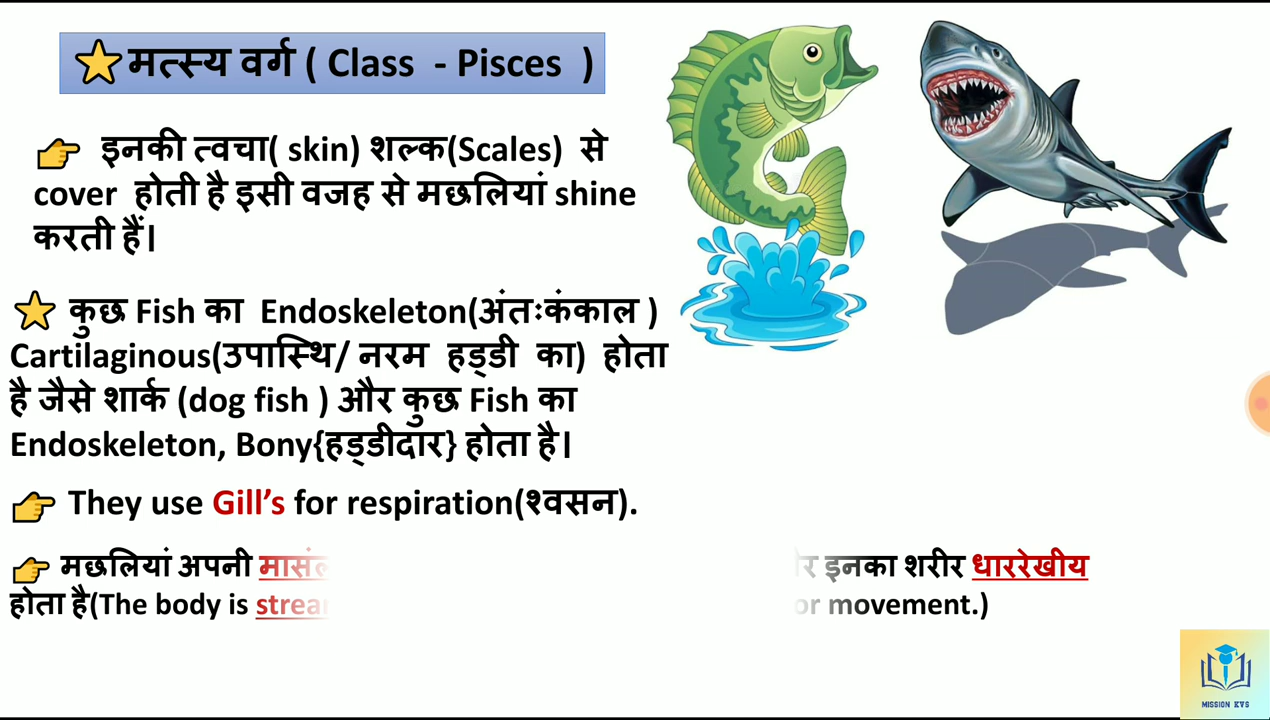 मत्स्य वर्ग ( Class - Pisces )
इनकी त्वचा( skin) शल्क(Scales) से
cover होती है इसी वजह से मछलियां shine
करती हैं।
कुछ Fish का Endoskeleton(अंतःकंकाल )
Cartilaginous(उपास्थि/ नरम हड्डी का) होता
है जैसे शार्क (dog fish ) और कुछ Fish का
Endoskeleton, Bony{हड्डीदार} होता है।
They use Gill's for respiration(श्वसन).
मछलियां अपनी इनका शरीर धाररेखीय
होता है(The body is movement.)
MISSION KVS